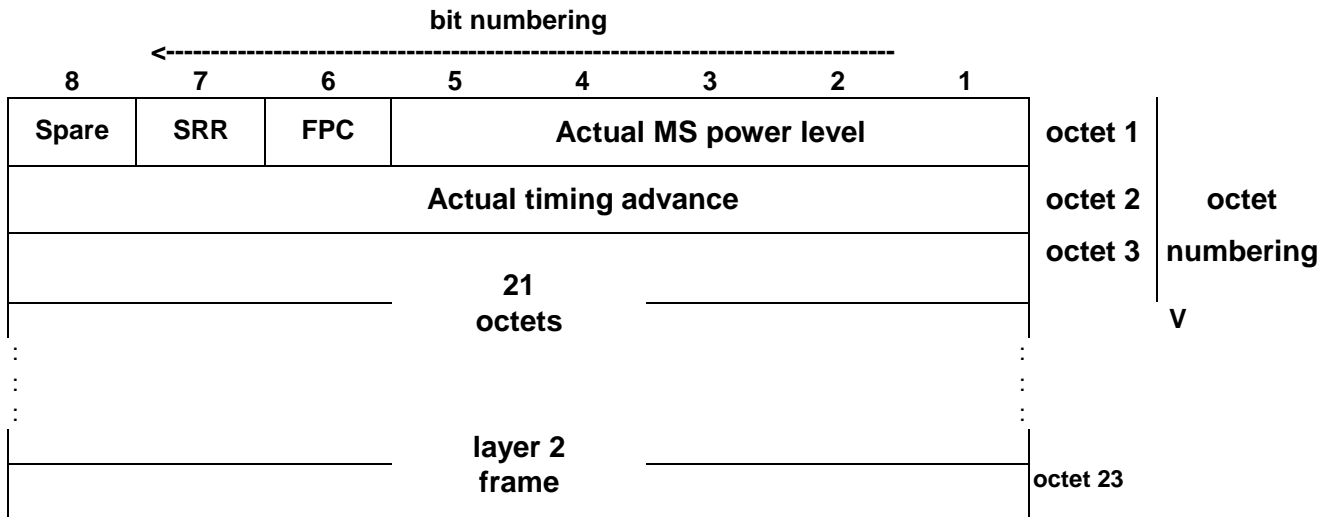 bit numbering
<---------------------------------------------------------------------------------
8 7 6 5 4 3 2 1
Spare SRR FPC Actual MS power level octet 1
Actual timing advance octet 2 octet
octet 3 numbering
21
octets
V
: :
: :
: :
layer 2
frame octet 23